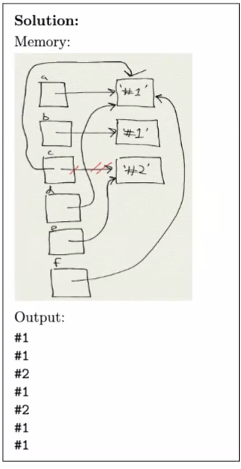 Solution:
Memory:
a
'#1'
b
'#1'
c
'#2'
d
e
f
Output:
#1
#1
#2
#1
#2
#1
#1